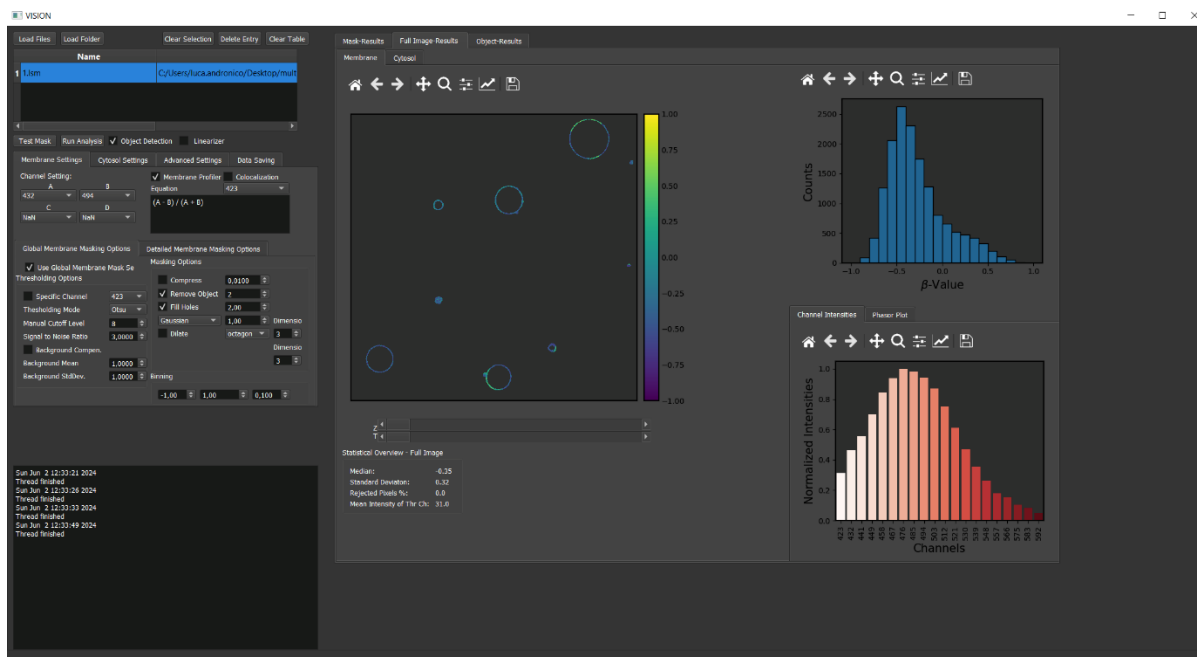 VISION
Load Files Load Folder Clear Selection Delete Entry Clear Table
Name
1 1.lsm C:/Users/luca.andronico/Desktop/mult
Test Mask Run Analysis Object Detection Linearizer
Membrane Settings Cytosol Settings Advanced Settings Data Saving
Channel Setting:
A B
432 494
C D
NaN NaN
Membrane Profiler Colocalization
Equation 423
(A - B) / (A + B)
Global Membrane Masking Options Detailed Membrane Masking Options
Use Global Membrane Mask Se
Thresholding Options
Specific Channel 423
Thesholding Mode Otsu
Manual Cutoff Level 8
Signal to Noise Ratio 3,0000
Background Compen.
Background Mean 1,0000
Background StdDev. 1,0000
Masking Options
Compress 0,0100
Remove Object 2
Fill Holes 2,00
Gaussian 1,00 Dimensio
Dilate octagon 3
Dimensio
3
Binning
-1,00 1,00 0,100
Sun Jun 2 12:33:21 2024
Thread finished
Sun Jun 2 12:33:26 2024
Thread finished
Sun Jun 2 12:33:33 2024
Thread finished
Sun Jun 2 12:33:49 2024
Thread finished
Mask-Results Full Image-Results Object-Results
Membrane Cytosol
1.00
0.75
0.50
0.25
0.00
−0.25
−0.50
−0.75
−1.00
Z
T
Statistical Overview - Full Image
Median: -0.35
Standard Deviaton: 0.32
Rejected Pixels %: 0.0
Mean Intensity of Thr Ch: 31.0
Counts
2500
2000
1500
1000
500
0
−1.0 −0.5 0.0 0.5 1.0
β-Value
Channel Intensities Phasor Plot
Normalized Intensities
1.0
0.8
0.6
0.4
0.2
0.0
423 432 441 449 458 467 476 485 494 503 512 521 530 539 548 557 566 575 583 592
Channels